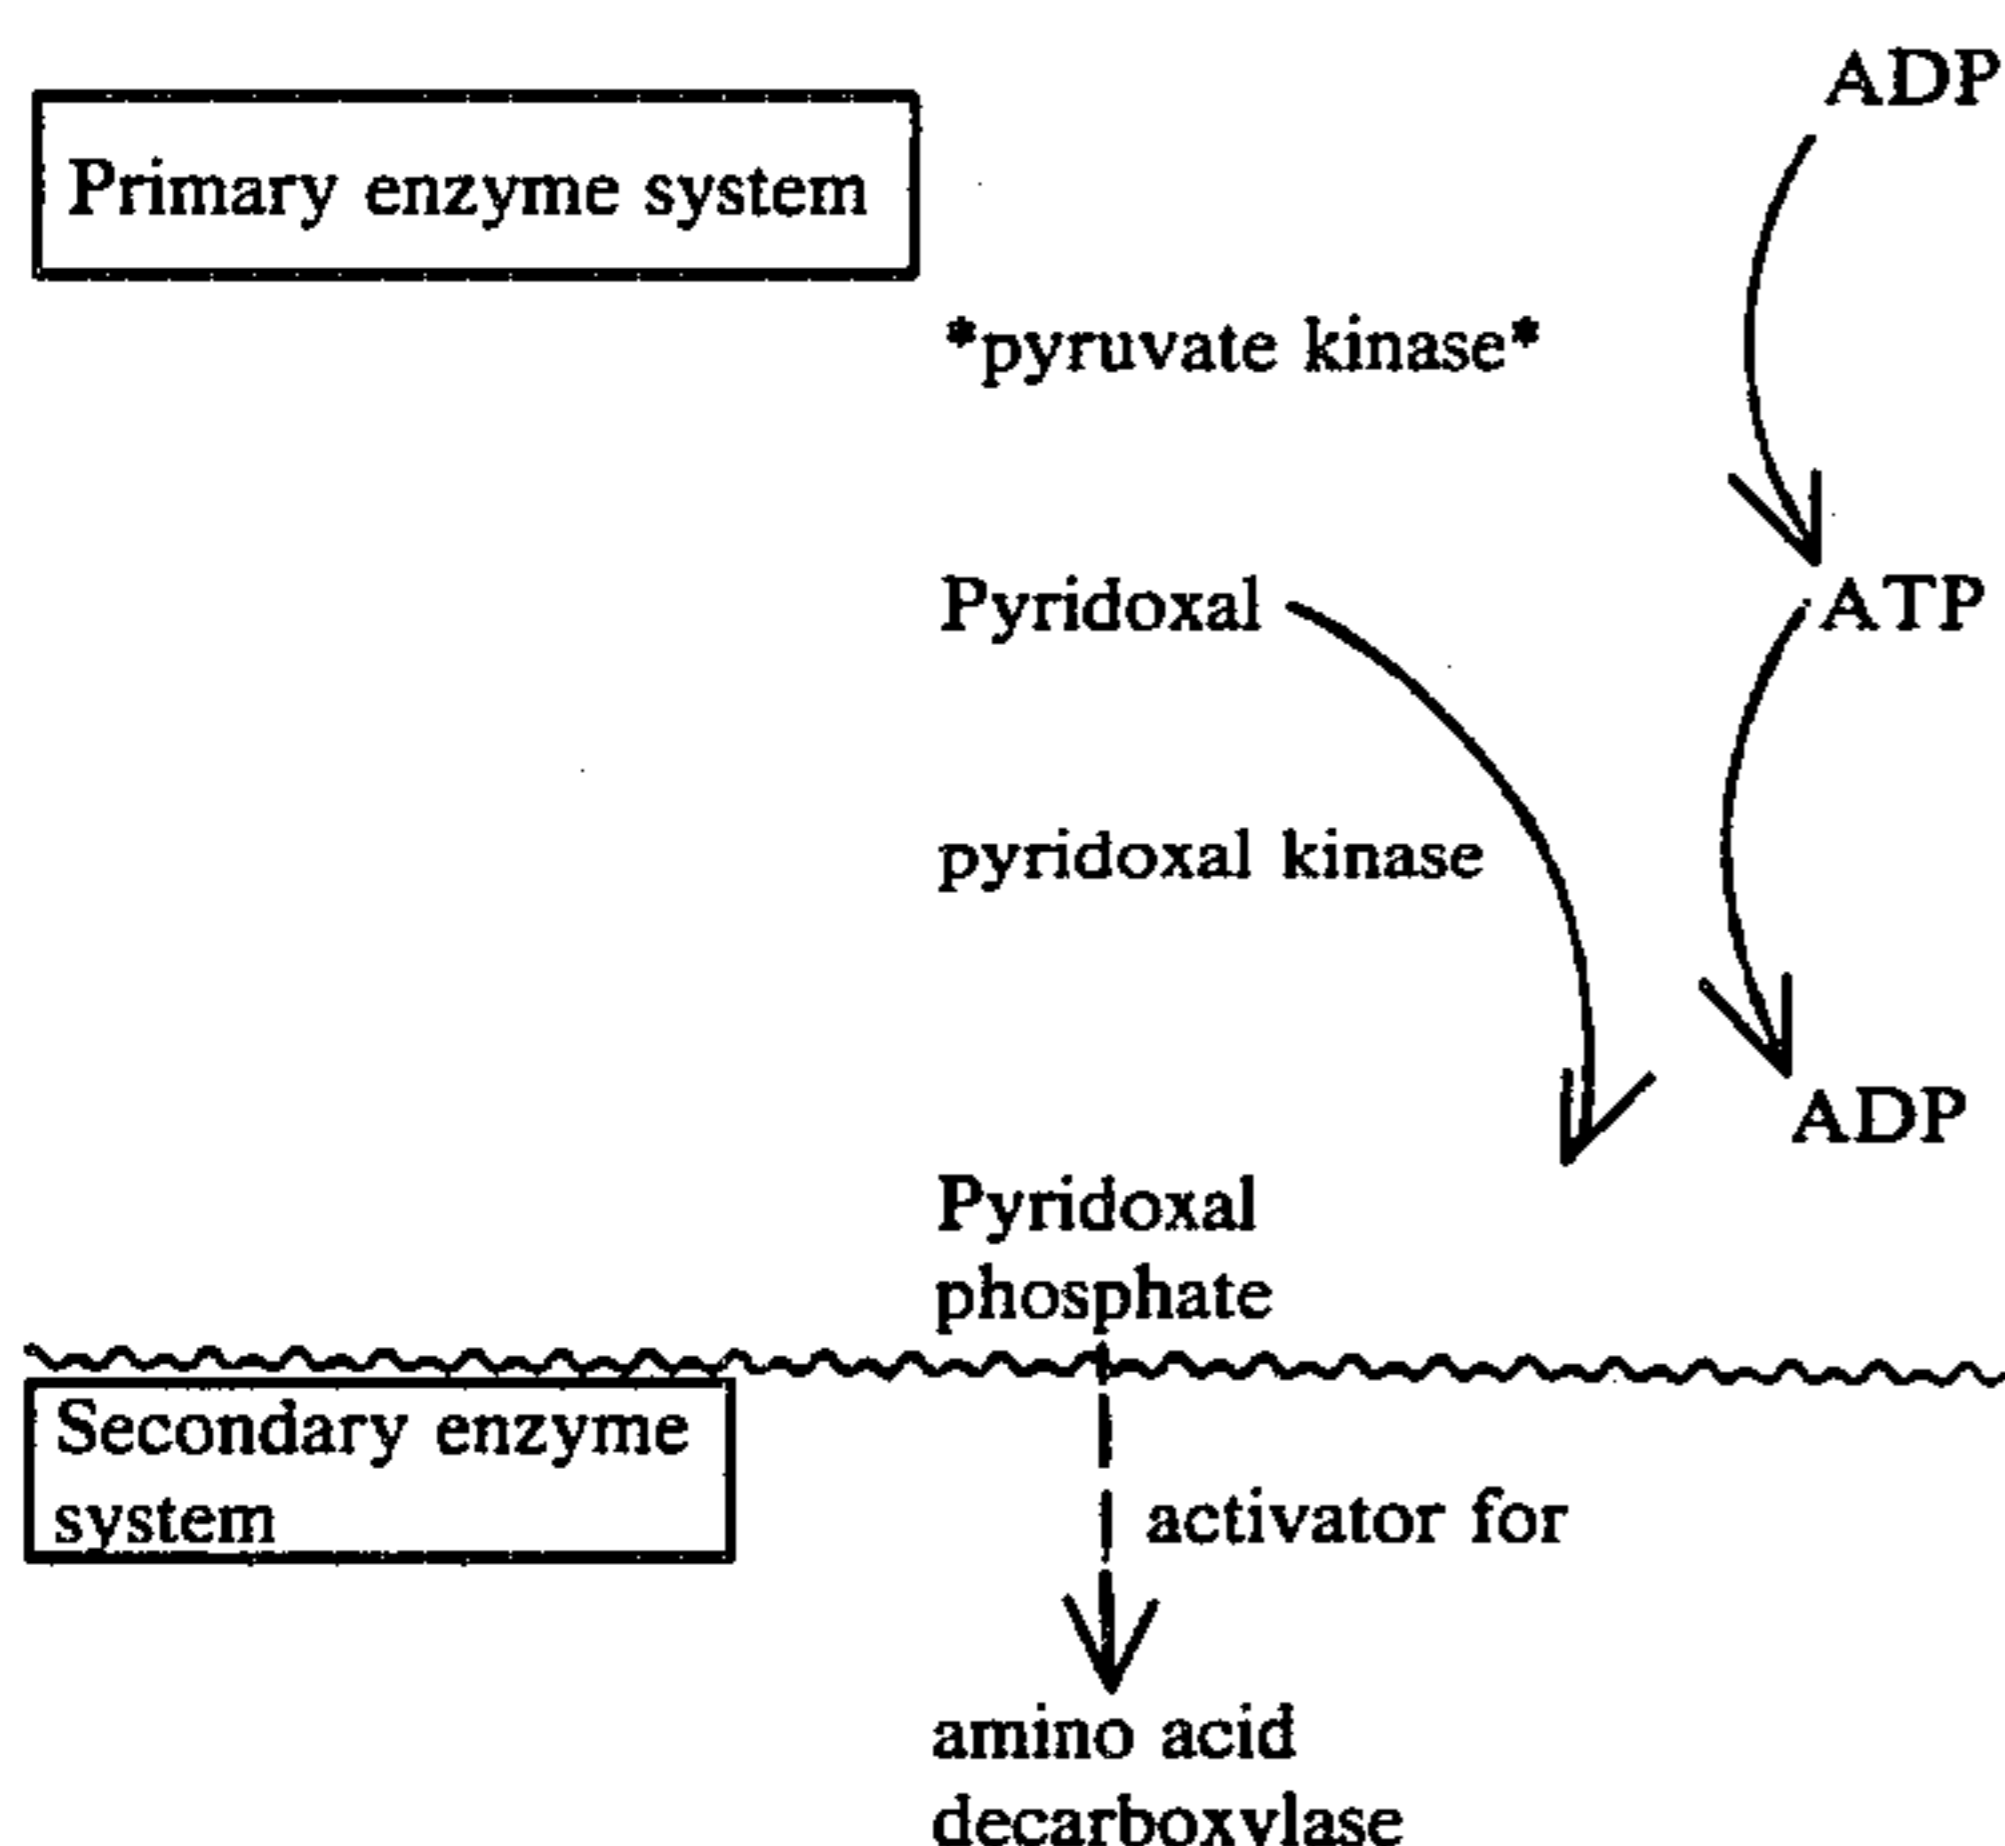 ADP
Primary enzyme system
*pyruvate kinase*
Pyridoxal
ATP
pyridoxal kinase
ADP
Pyridoxal
phosphate
Secondary enzyme
system
activator for
amino acid
decarboxylase